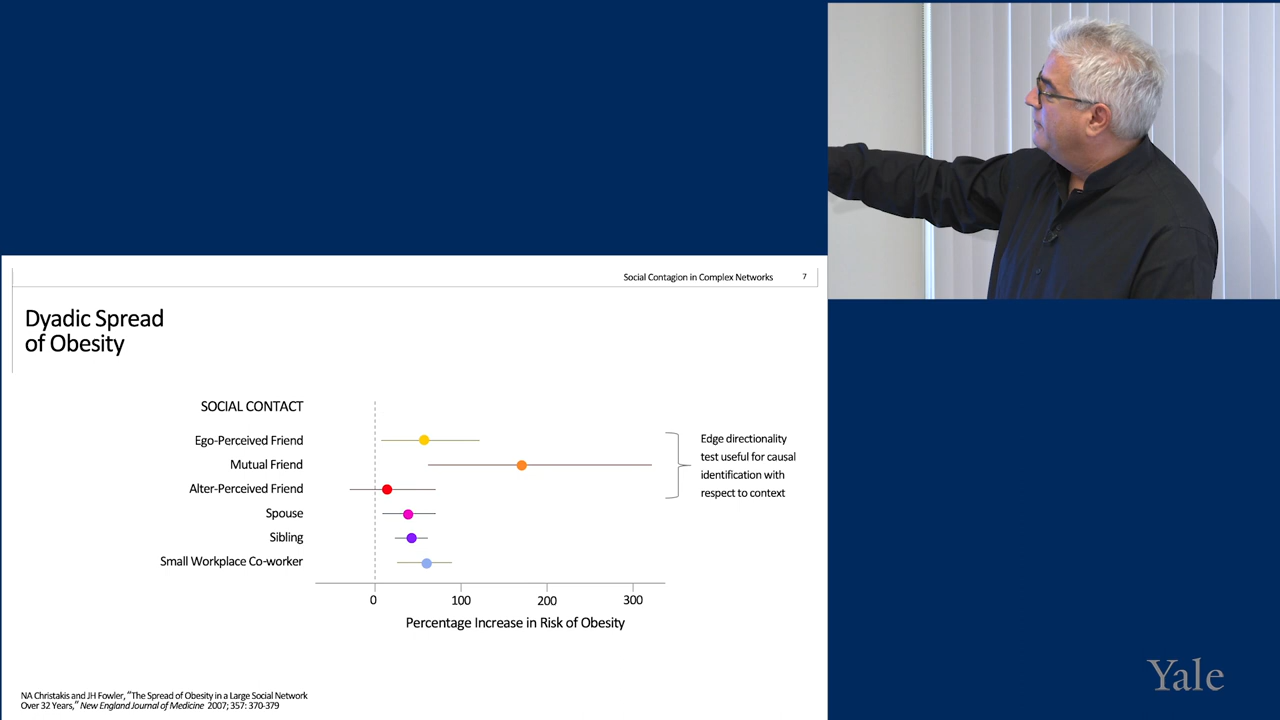 Social Contagion in Complex Networks 7
Dyadic Spread
of Obesity
SOCIAL CONTACT
Ego-Perceived Friend
Mutual Friend
Alter-Perceived Friend
Spouse
Sibling
Small Workplace Co-worker
Edge directionality
test useful for causal
identification with
respect to context
0 100 200 300
Percentage Increase in Risk of Obesity
NA Christakis and JH Fowler, "The Spread of Obesity in a Large Social Network
Over 32 Years," New England Journal of Medicine 2007; 357: 370-379
Yale